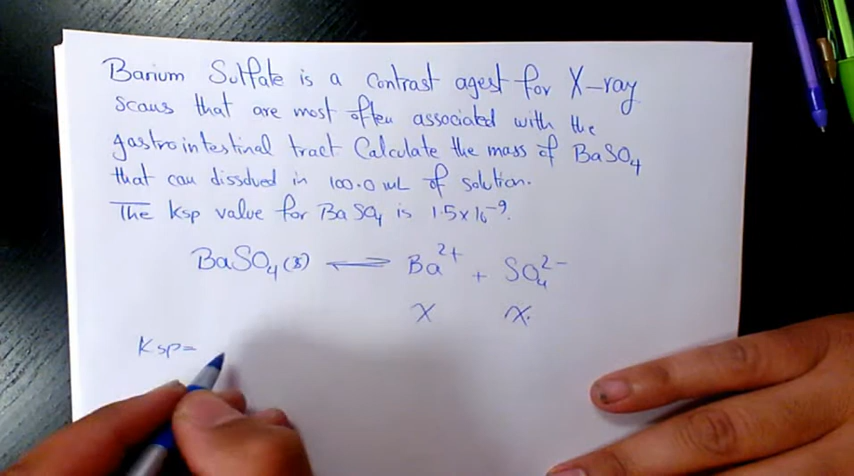 Barium Sulfate is a contrast agest for X-ray
scans that are most often associated with the
gastrointestinal tract Calculate the mass of BaSO4
that can dissolved in 100.0 mL of solution.
The Ksp value for BaSO4 is 1.5x10-9.
BaSO4(s) ⇌ Ba2+ + SO4 2-
x x.
Ksp=